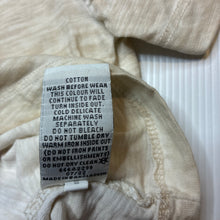 COTTON
WASH BEFORE WEAR
THIS COLOUR WILL
CONTINUE TO FADE
TURN INSIDE OUT.
COLD DELICATE
MACHINE WASH
SEPARATELY
DO NOT BLEACH
DO NOT TUMBLE DRY
WARM IRON INSIDE OUT
(DO NOT IRON PRINTS
OR EMBELLISHMENTS)
DO NOT DRY CLEAN
MADE IN